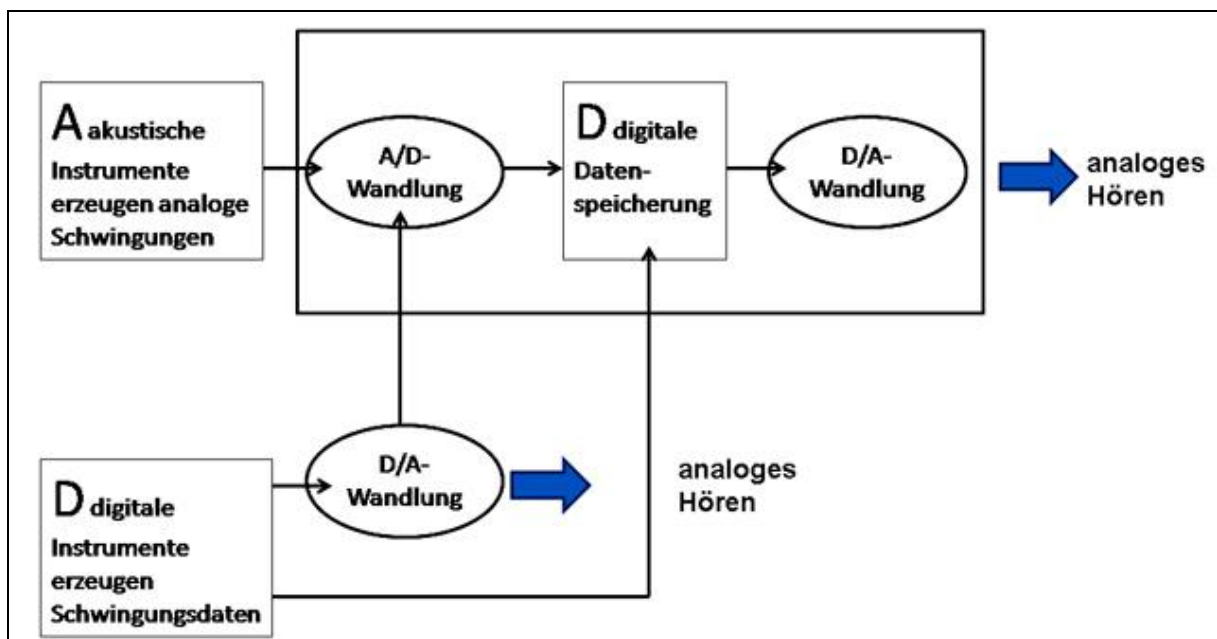 A akustische
Instrumente
erzeugen analoge
Schwingungen
A/D-
Wandlung
D digitale
Daten-
speicherung
D/A-
Wandlung
analoges
Hören
D digitale
Instrumente
erzeugen
Schwingungsdaten
D/A-
Wandlung
analoges
Hören